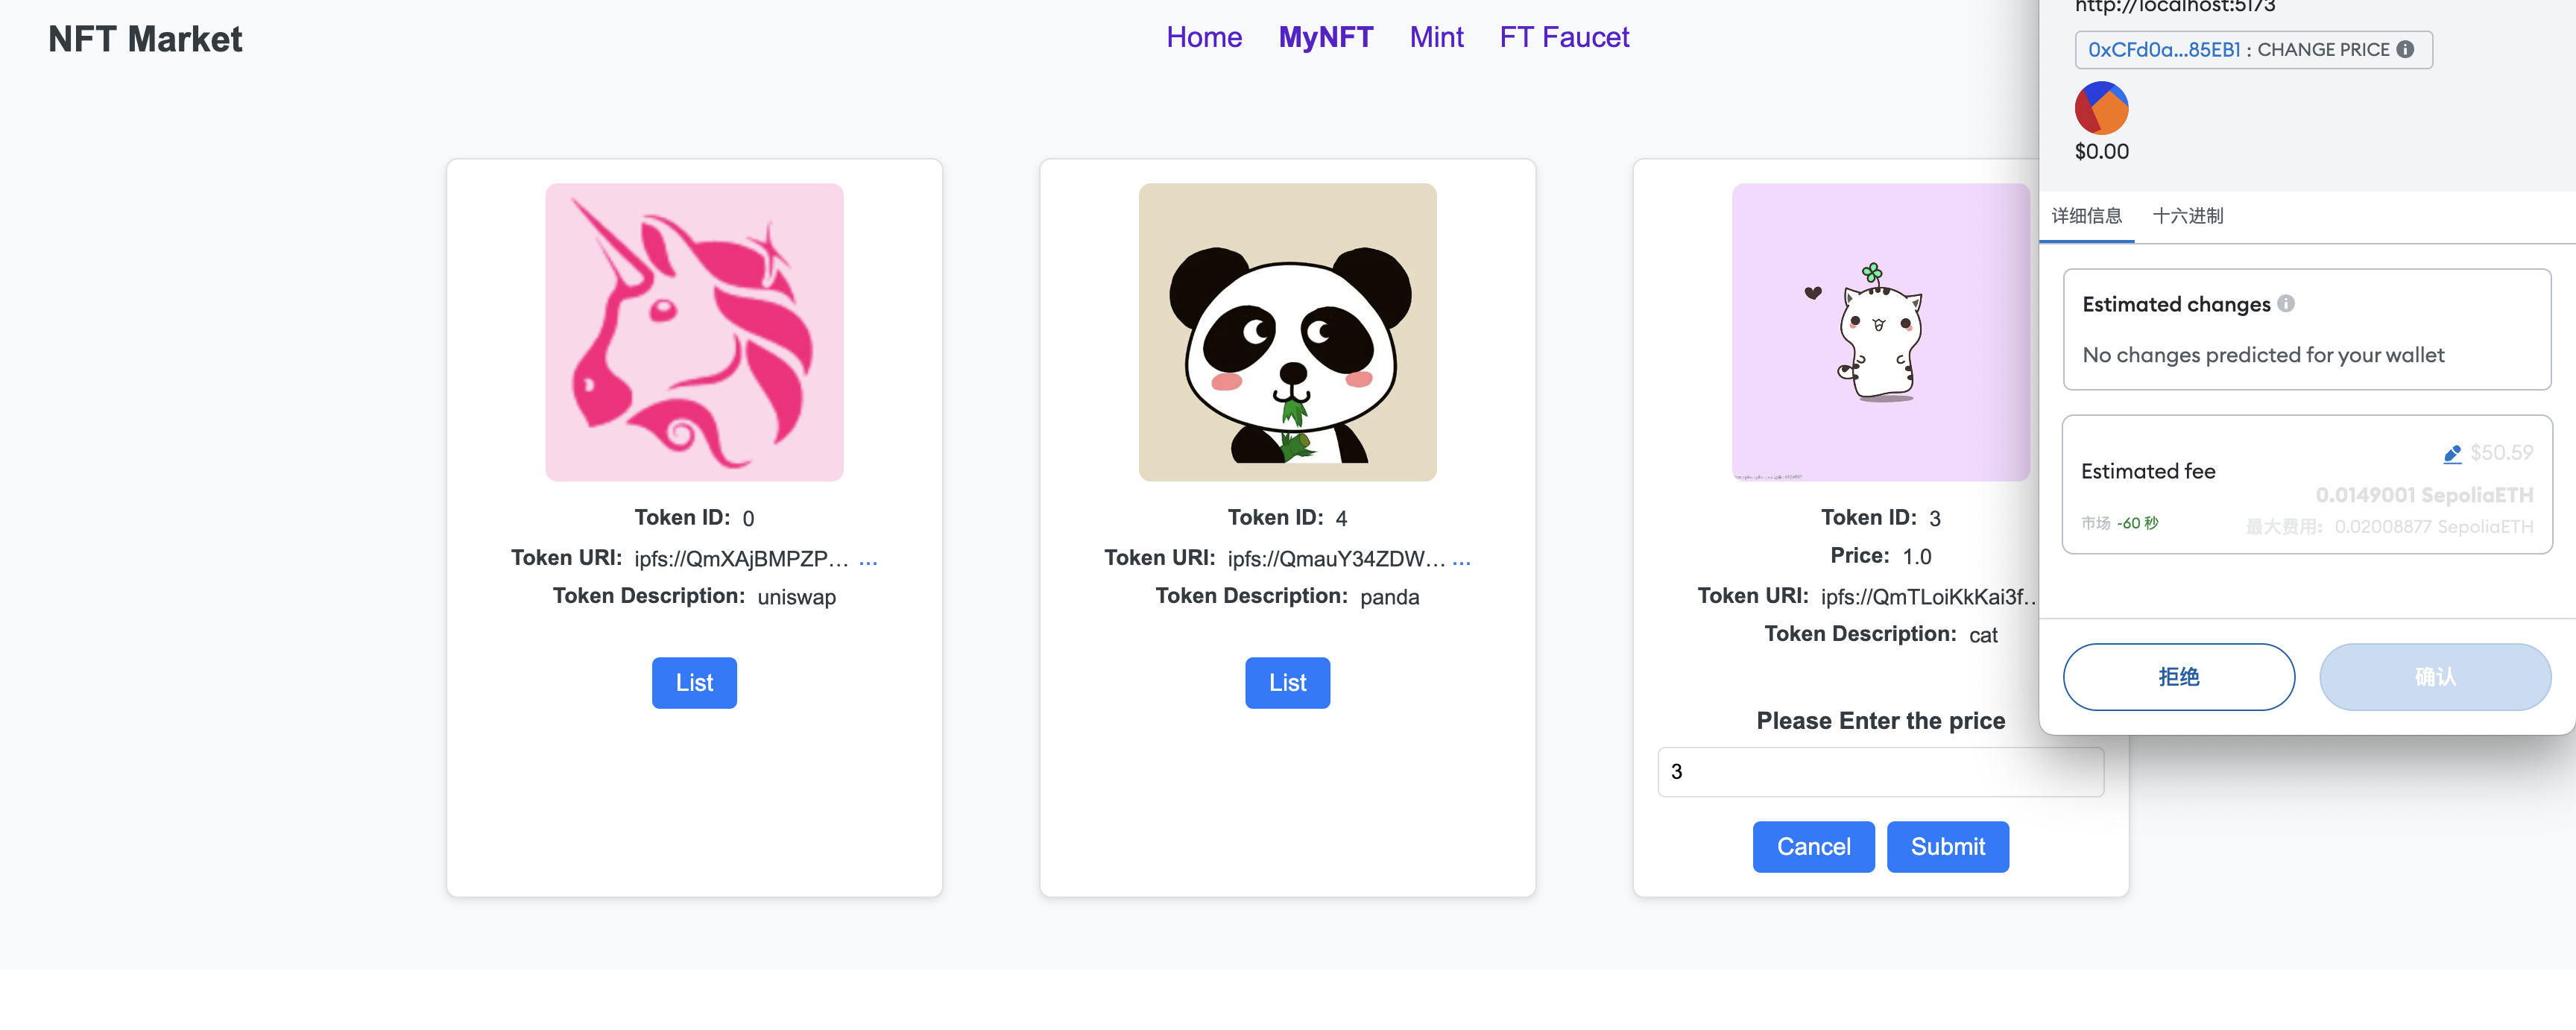 NFT Market
Home MyNFT Mint FT Faucet
http://localhost:5173
0xCFd0a...85EB1 : CHANGE PRICE
$0.00
详细信息 十六进制
Estimated changes
No changes predicted for your wallet
Estimated fee
$50.59
0.0149001 SepoliaETH
市场 -60 秒
最大费用: 0.02008877 SepoliaETH
拒绝 确认
Token ID: 0
Token URI: ipfs://QmXAjBMPZP... ...
Token Description: uniswap
List
Token ID: 4
Token URI: ipfs://QmauY34ZDW... ...
Token Description: panda
List
Token ID: 3
Price: 1.0
Token URI: ipfs://QmTLoiKkKai3f..
Token Description: cat
Please Enter the price
3
Cancel Submit